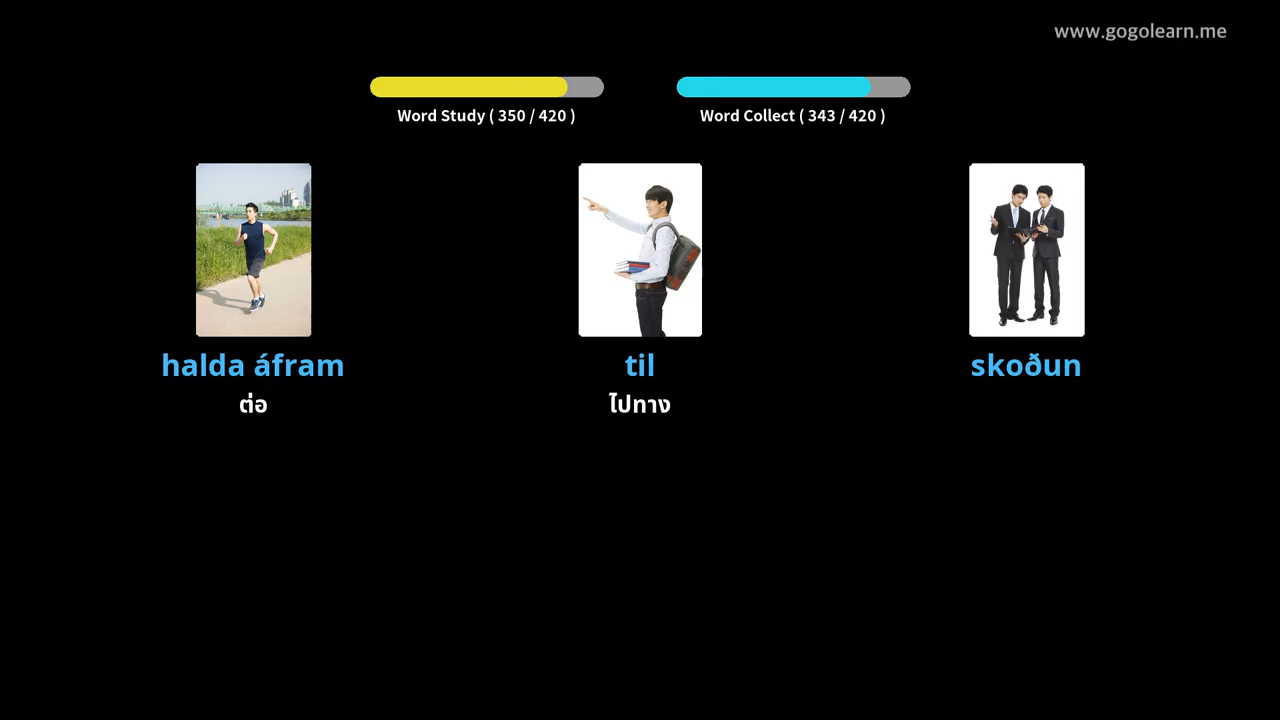 www.gogolearn.me
Word Study ( 350 / 420 )
Word Collect ( 343 / 420 )
halda áfram
til
skoðun
ต่อ
ไปทาง